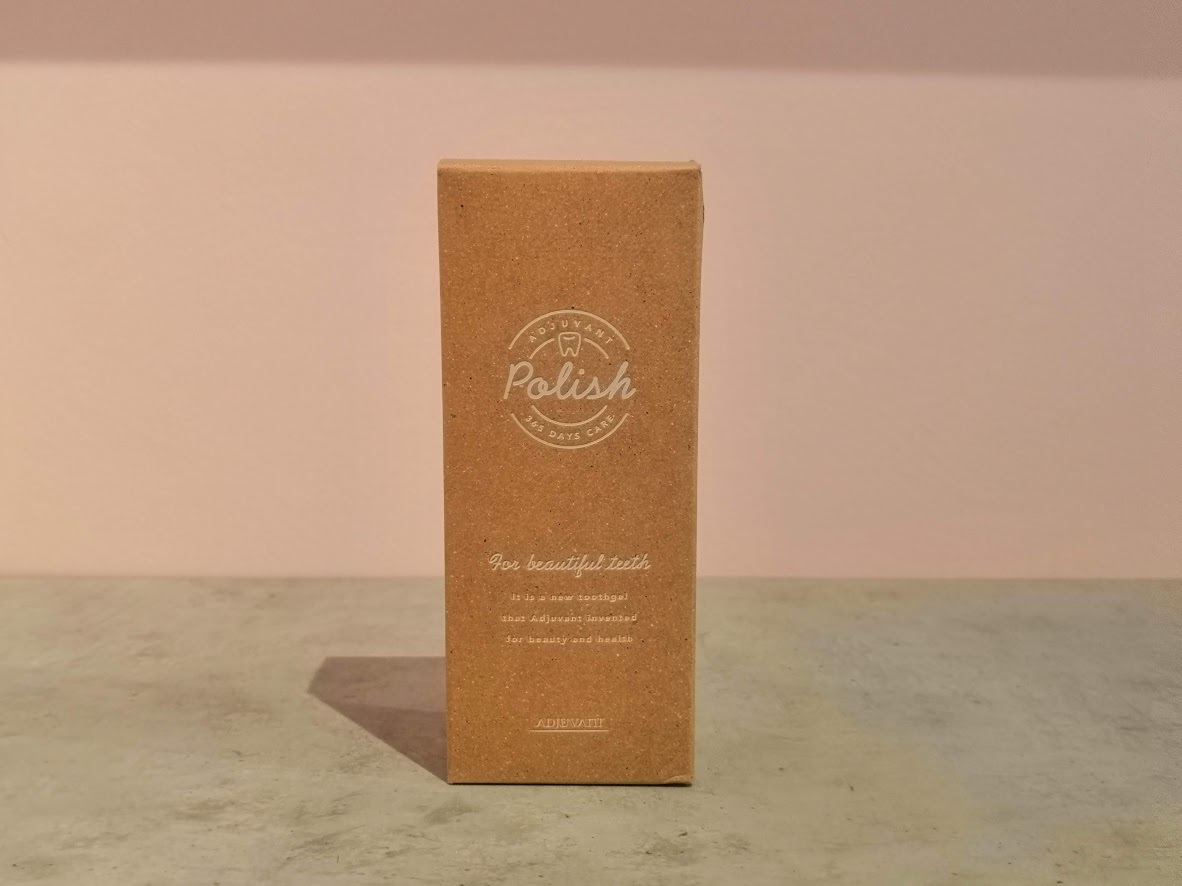 ADJUVANT
Polish
365 DAYS CARE
For beautiful teeth
It is a new toothgel
that Adjuvant invented
for beauty and health
ADJUVANT